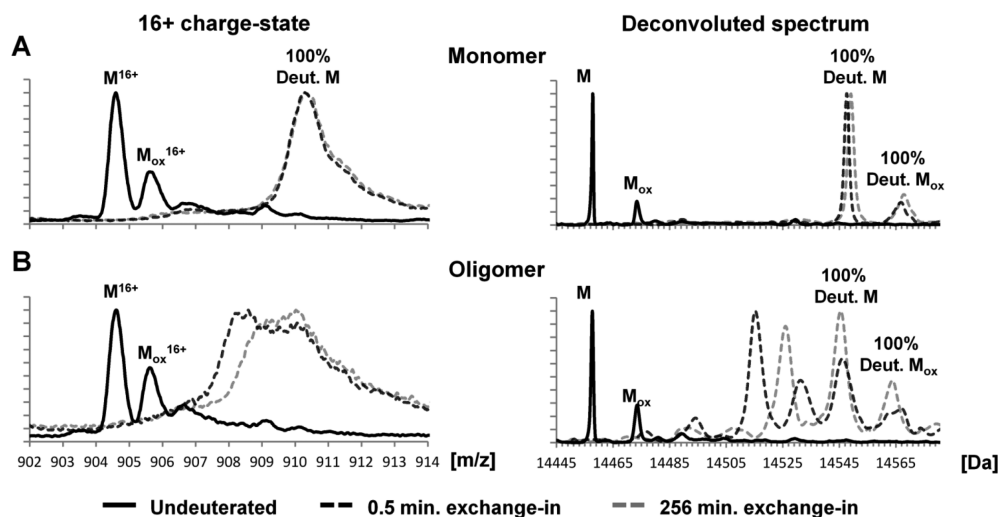 16+ charge-state
Deconvoluted spectrum
A
Monomer
M16+
Mox16+
100%
Deut. M
M
Mox
100%
Deut. M
100%
Deut. Mox
B
Oligomer
M16+
Mox16+
M
Mox
100%
Deut. M
100%
Deut. Mox
902 903 904 905 906 907 908 909 910 911 912 913 914 [m/z]
14445 14465 14485 14505 14525 14545 14565 [Da]
Undeuterated 0.5 min. exchange-in 256 min. exchange-in